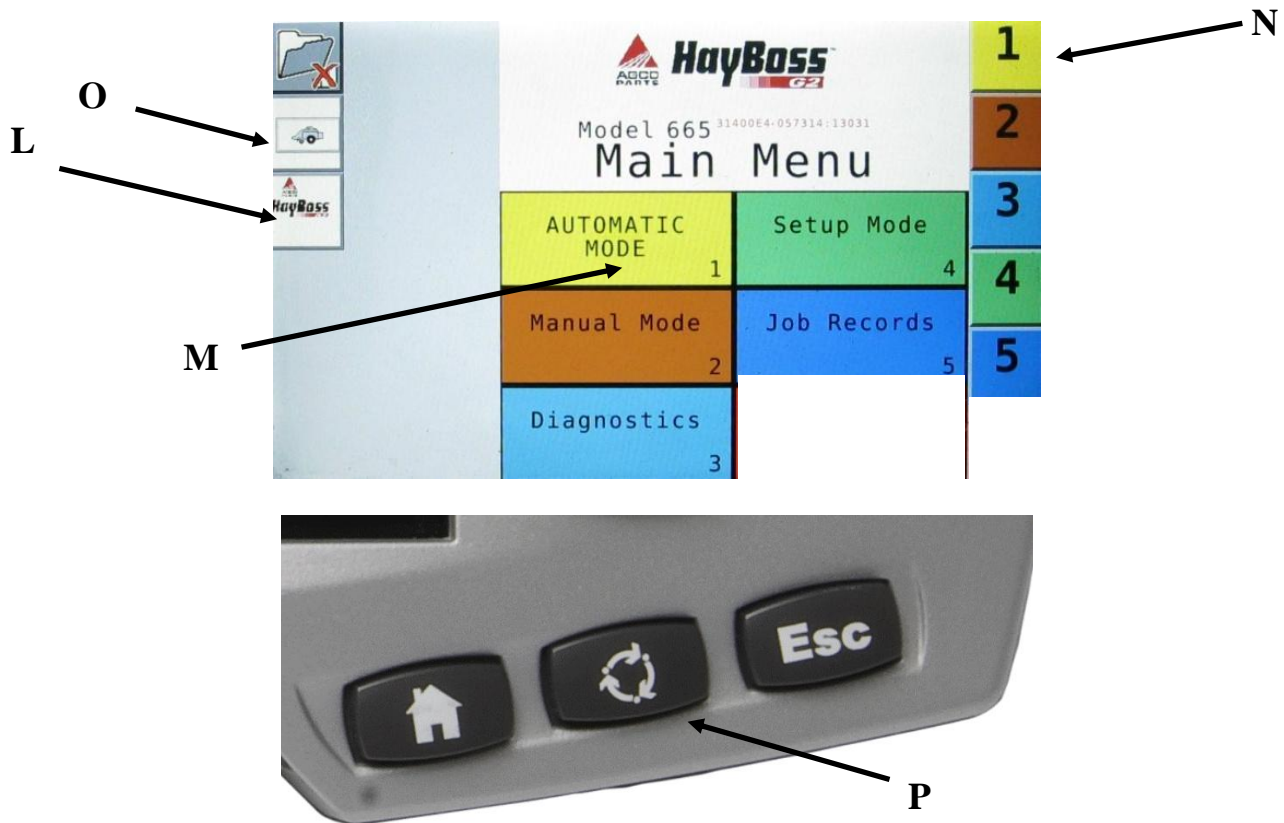 N
1
AGCO
PARTS
HayBoss
G2
O
Model 665
31400E4-057314:13031
2
L
Main Menu
HayBoss
AUTOMATIC
MODE
1
Setup Mode
4
3
4
M
Manual Mode
2
Job Records
5
5
Diagnostics
3
Esc
P